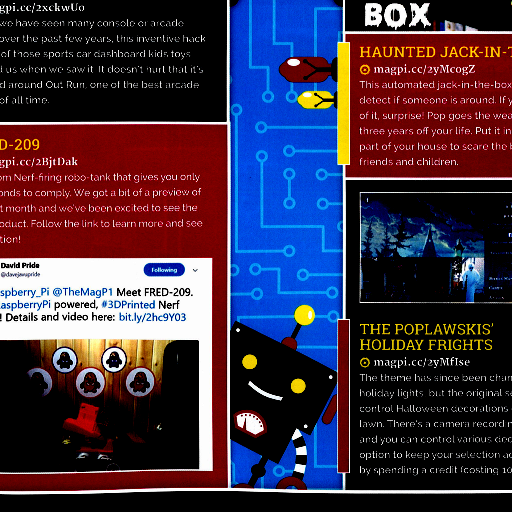 gpi.cc/2xckwUo
we have seen many console or arcade
over the past few years, this inventive hack
of those sports car dashboard kids toys
d us when we saw it. It doesn't hurt that it's
d around Out Run, one of the best arcade
of all time.
ED-209
gpi.cc/2BjtDak
om Nerf-firing robo-tank that gives you only
onds to comply. We got a bit of a preview of
t month and we've been excited to see the
oduct. Follow the link to learn more and see
tion!
David Pride
@davejavupride
Following
spberry_Pi @TheMagP1 Meet FRED-209.
aspberryPi powered, #3DPrinted Nerf
! Details and video here: bit.ly/2hc9Y03
BOX
HAUNTED JACK-IN-T
magpi.cc/2yMcogZ
This automated jack-in-the-box
detect if someone is around. If y
of it, surprise! Pop goes the wea
three years off your life. Put it in
part of your house to scare the b
friends and children.
THE POPLAWSKIS'
HOLIDAY FRIGHTS
magpi.cc/2yMfIse
The theme has since been chan
holiday lights, but the original s
control Halloween decorations
lawn. There's a camera record
and you can control various dec
option to keep your selection ac
by spending a credit (costing 10